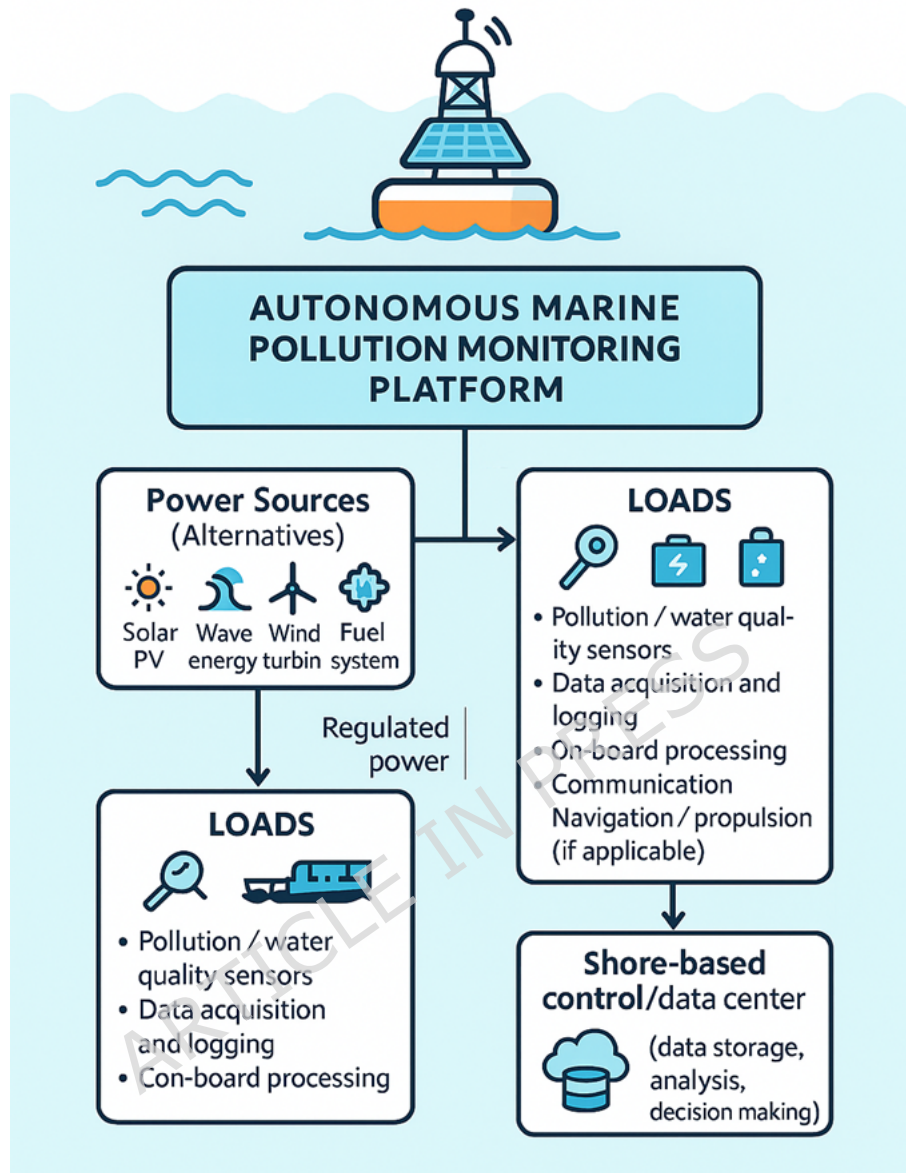 AUTONOMOUS MARINE
POLLUTION MONITORING
PLATFORM
Power Sources
(Alternatives)
Solar
PV
Wave
energy
Wind
turbin
Fuel
system
LOADS
• Pollution / water qual-
ity sensors
• Data acquisition and
logging
• On-board processing
• Communication
Navigation / propulsion
(if applicable)
Regulated
power
LOADS
• Pollution / water
quality sensors
• Data acquisition
and logging
• Con-board processing
Shore-based
control/data center
(data storage,
analysis,
decision making)
ARTICLE IN PRESS